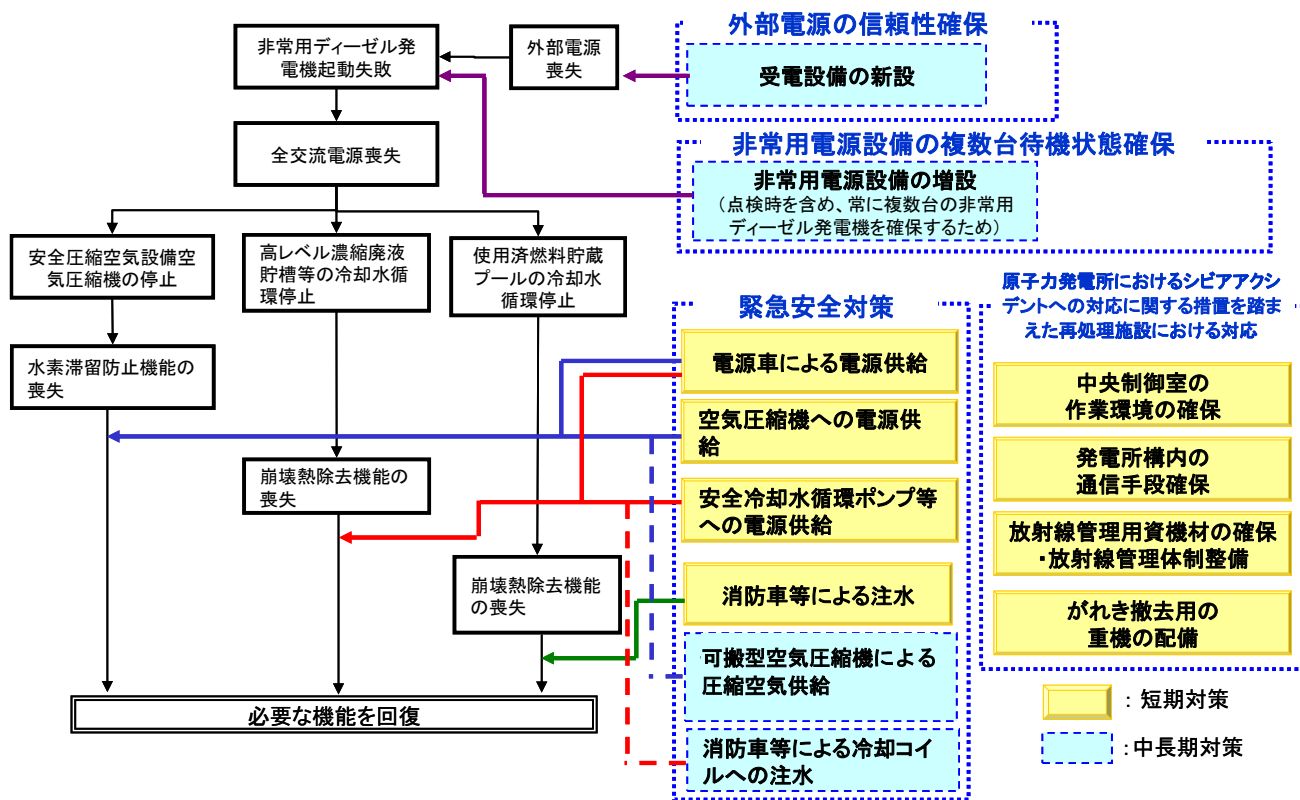 非常用ディーゼル発
電機起動失敗
外部電源
喪失
外部電源の信頼性確保
受電設備の新設
全交流電源喪失
非常用電源設備の複数台待機状態確保
非常用電源設備の増設
（点検時を含め、常に複数台の非常用
ディーゼル発電機を確保するため）
安全圧縮空気設備空
気圧縮機の停止
高レベル濃縮廃液
貯槽等の冷却水循
環停止
使用済燃料貯蔵
プールの冷却水
循環停止
水素滞留防止機能の
喪失
崩壊熱除去機能の
喪失
崩壊熱除去機能
の喪失
必要な機能を回復
緊急安全対策
電源車による電源供給
空気圧縮機への電源供
給
安全冷却水循環ポンプ等
への電源供給
消防車等による注水
可搬型空気圧縮機による
圧縮空気供給
消防車等による冷却コイ
ルへの注水
原子力発電所におけるシビアアクシ
デントへの対応に関する措置を踏ま
えた再処理施設における対応
中央制御室の
作業環境の確保
発電所構内の
通信手段確保
放射線管理用資機材の確保
・放射線管理体制整備
がれき撤去用の
重機の配備
：短期対策
：中長期対策